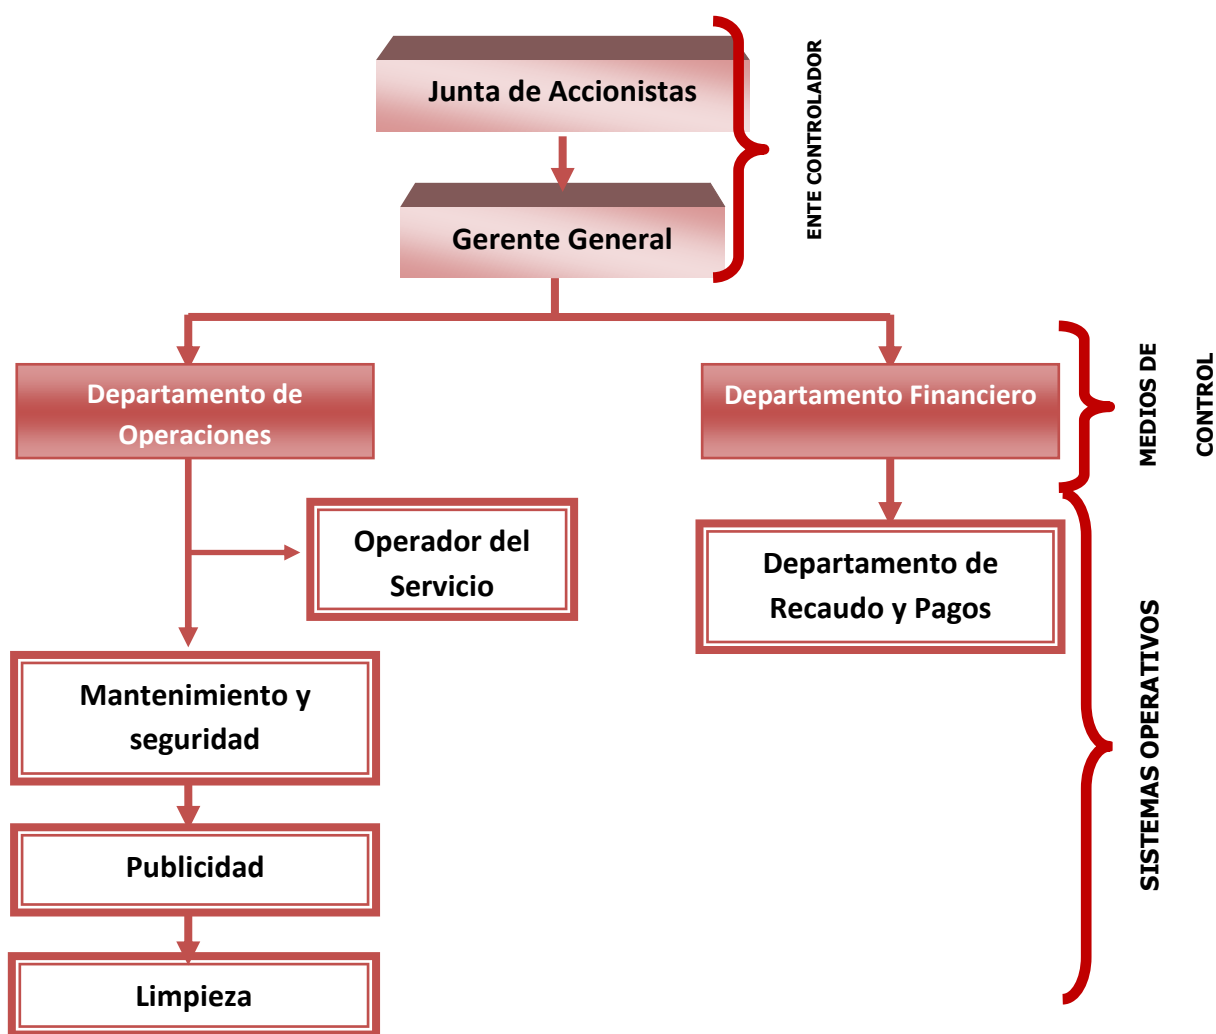 Junta de Accionistas
ENTE CONTROLADOR
Gerente General
Departamento de
Operaciones
Departamento Financiero
MEDIOS DE
CONTROL
Operador del
Servicio
Departamento de
Recaudo y Pagos
SISTEMAS OPERATIVOS
Mantenimiento y
seguridad
Publicidad
Limpieza